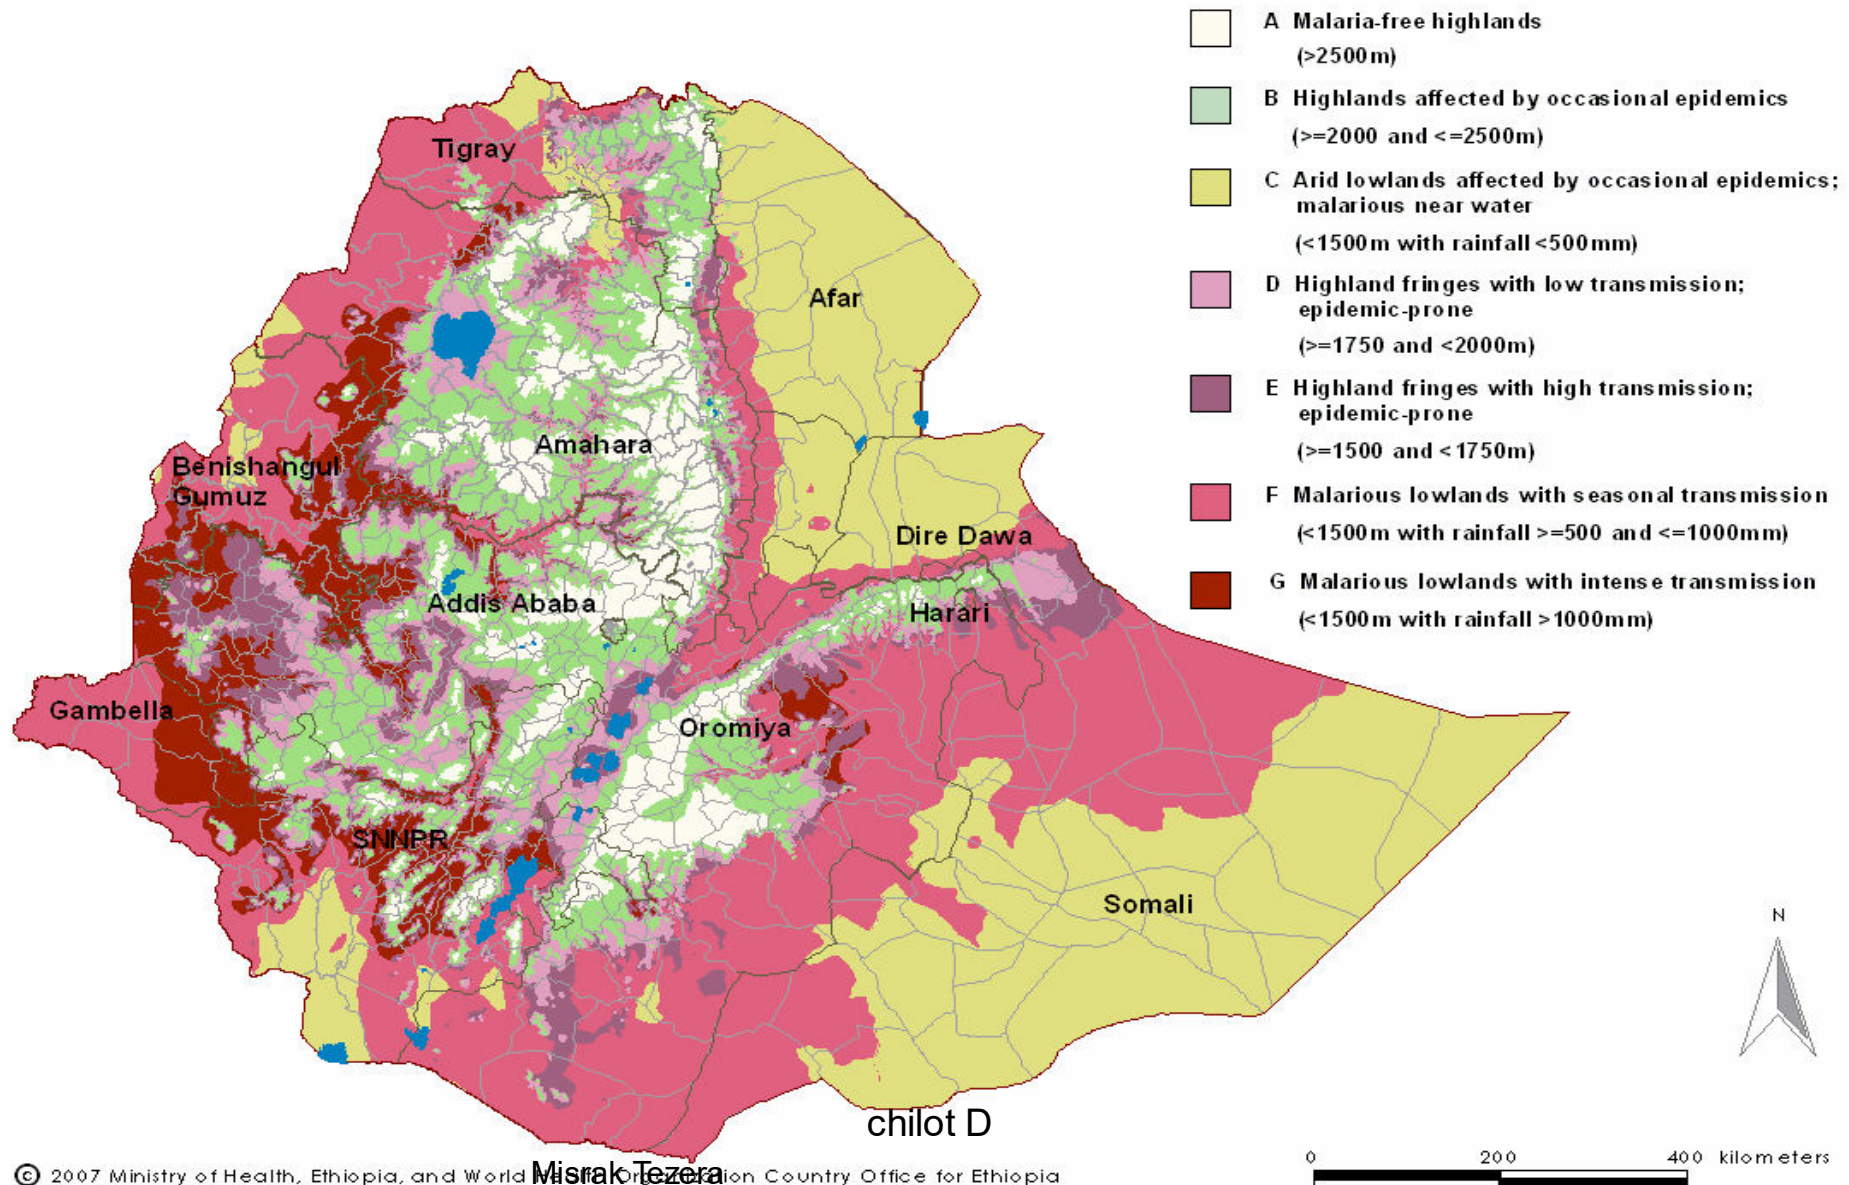 A Malaria-free highlands
(>2500m)
B Highlands affected by occasional epidemics
(>=2000 and <=2500m)
C Arid lowlands affected by occasional epidemics;
malarious near water
(<1500m with rainfall <500mm)
D Highland fringes with low transmission;
epidemic-prone
(>=1750 and <2000m)
E Highland fringes with high transmission;
epidemic-prone
(>=1500 and <1750m)
F Malarious lowlands with seasonal transmission
(<1500m with rainfall >=500 and <=1000mm)
G Malarious lowlands with intense transmission
(<1500m with rainfall >1000mm)
Tigray
Afar
Amahara
Benishangul
Gumuz
Dire Dawa
Addis Ababa
Harari
Gambella
Oromiya
SNNPR
Somali
N
chilot D
Misrak Tezera
0 200 400 kilometers
© 2007 Ministry of Health, Ethiopia, and World Health Organization Country Office for Ethiopia